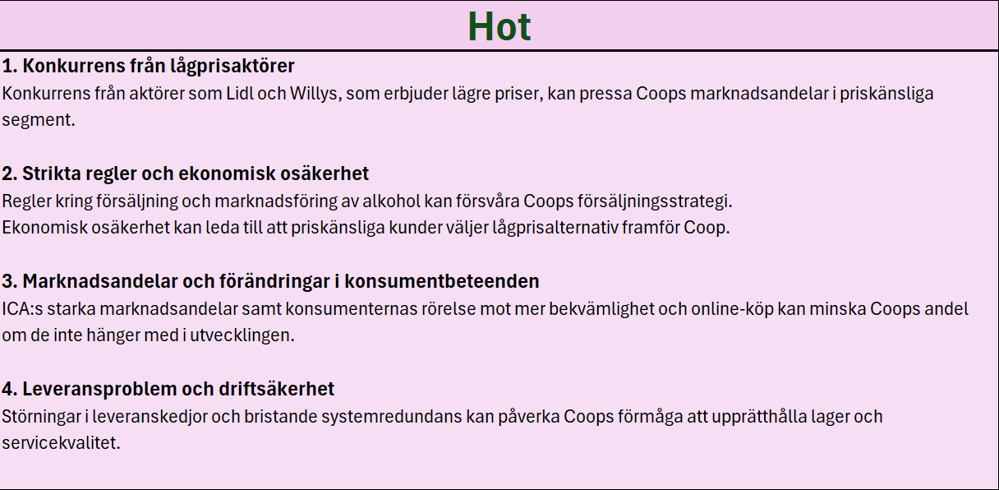 Hot
1. Konkurrens från lågprisaktörer
Konkurrens från aktörer som Lidl och Willys, som erbjuder lägre priser, kan pressa Coops marknadsandelar i priskänsliga
segment.
2. Strikta regler och ekonomisk osäkerhet
Regler kring försäljning och marknadsföring av alkohol kan försvåra Coops försäljningsstrategi.
Ekonomisk osäkerhet kan leda till att priskänsliga kunder väljer lågprisalternativ framför Coop.
3. Marknadsandelar och förändringar i konsumentbeteenden
ICA:s starka marknadsandelar samt konsumenternas rörelse mot mer bekvämlighet och online-köp kan minska Coops andel
om de inte hänger med i utvecklingen.
4. Leveransproblem och driftsäkerhet
Störningar i leveranskedjor och bristande systemredundans kan påverka Coops förmåga att upprätthålla lager och
servicekvalitet.